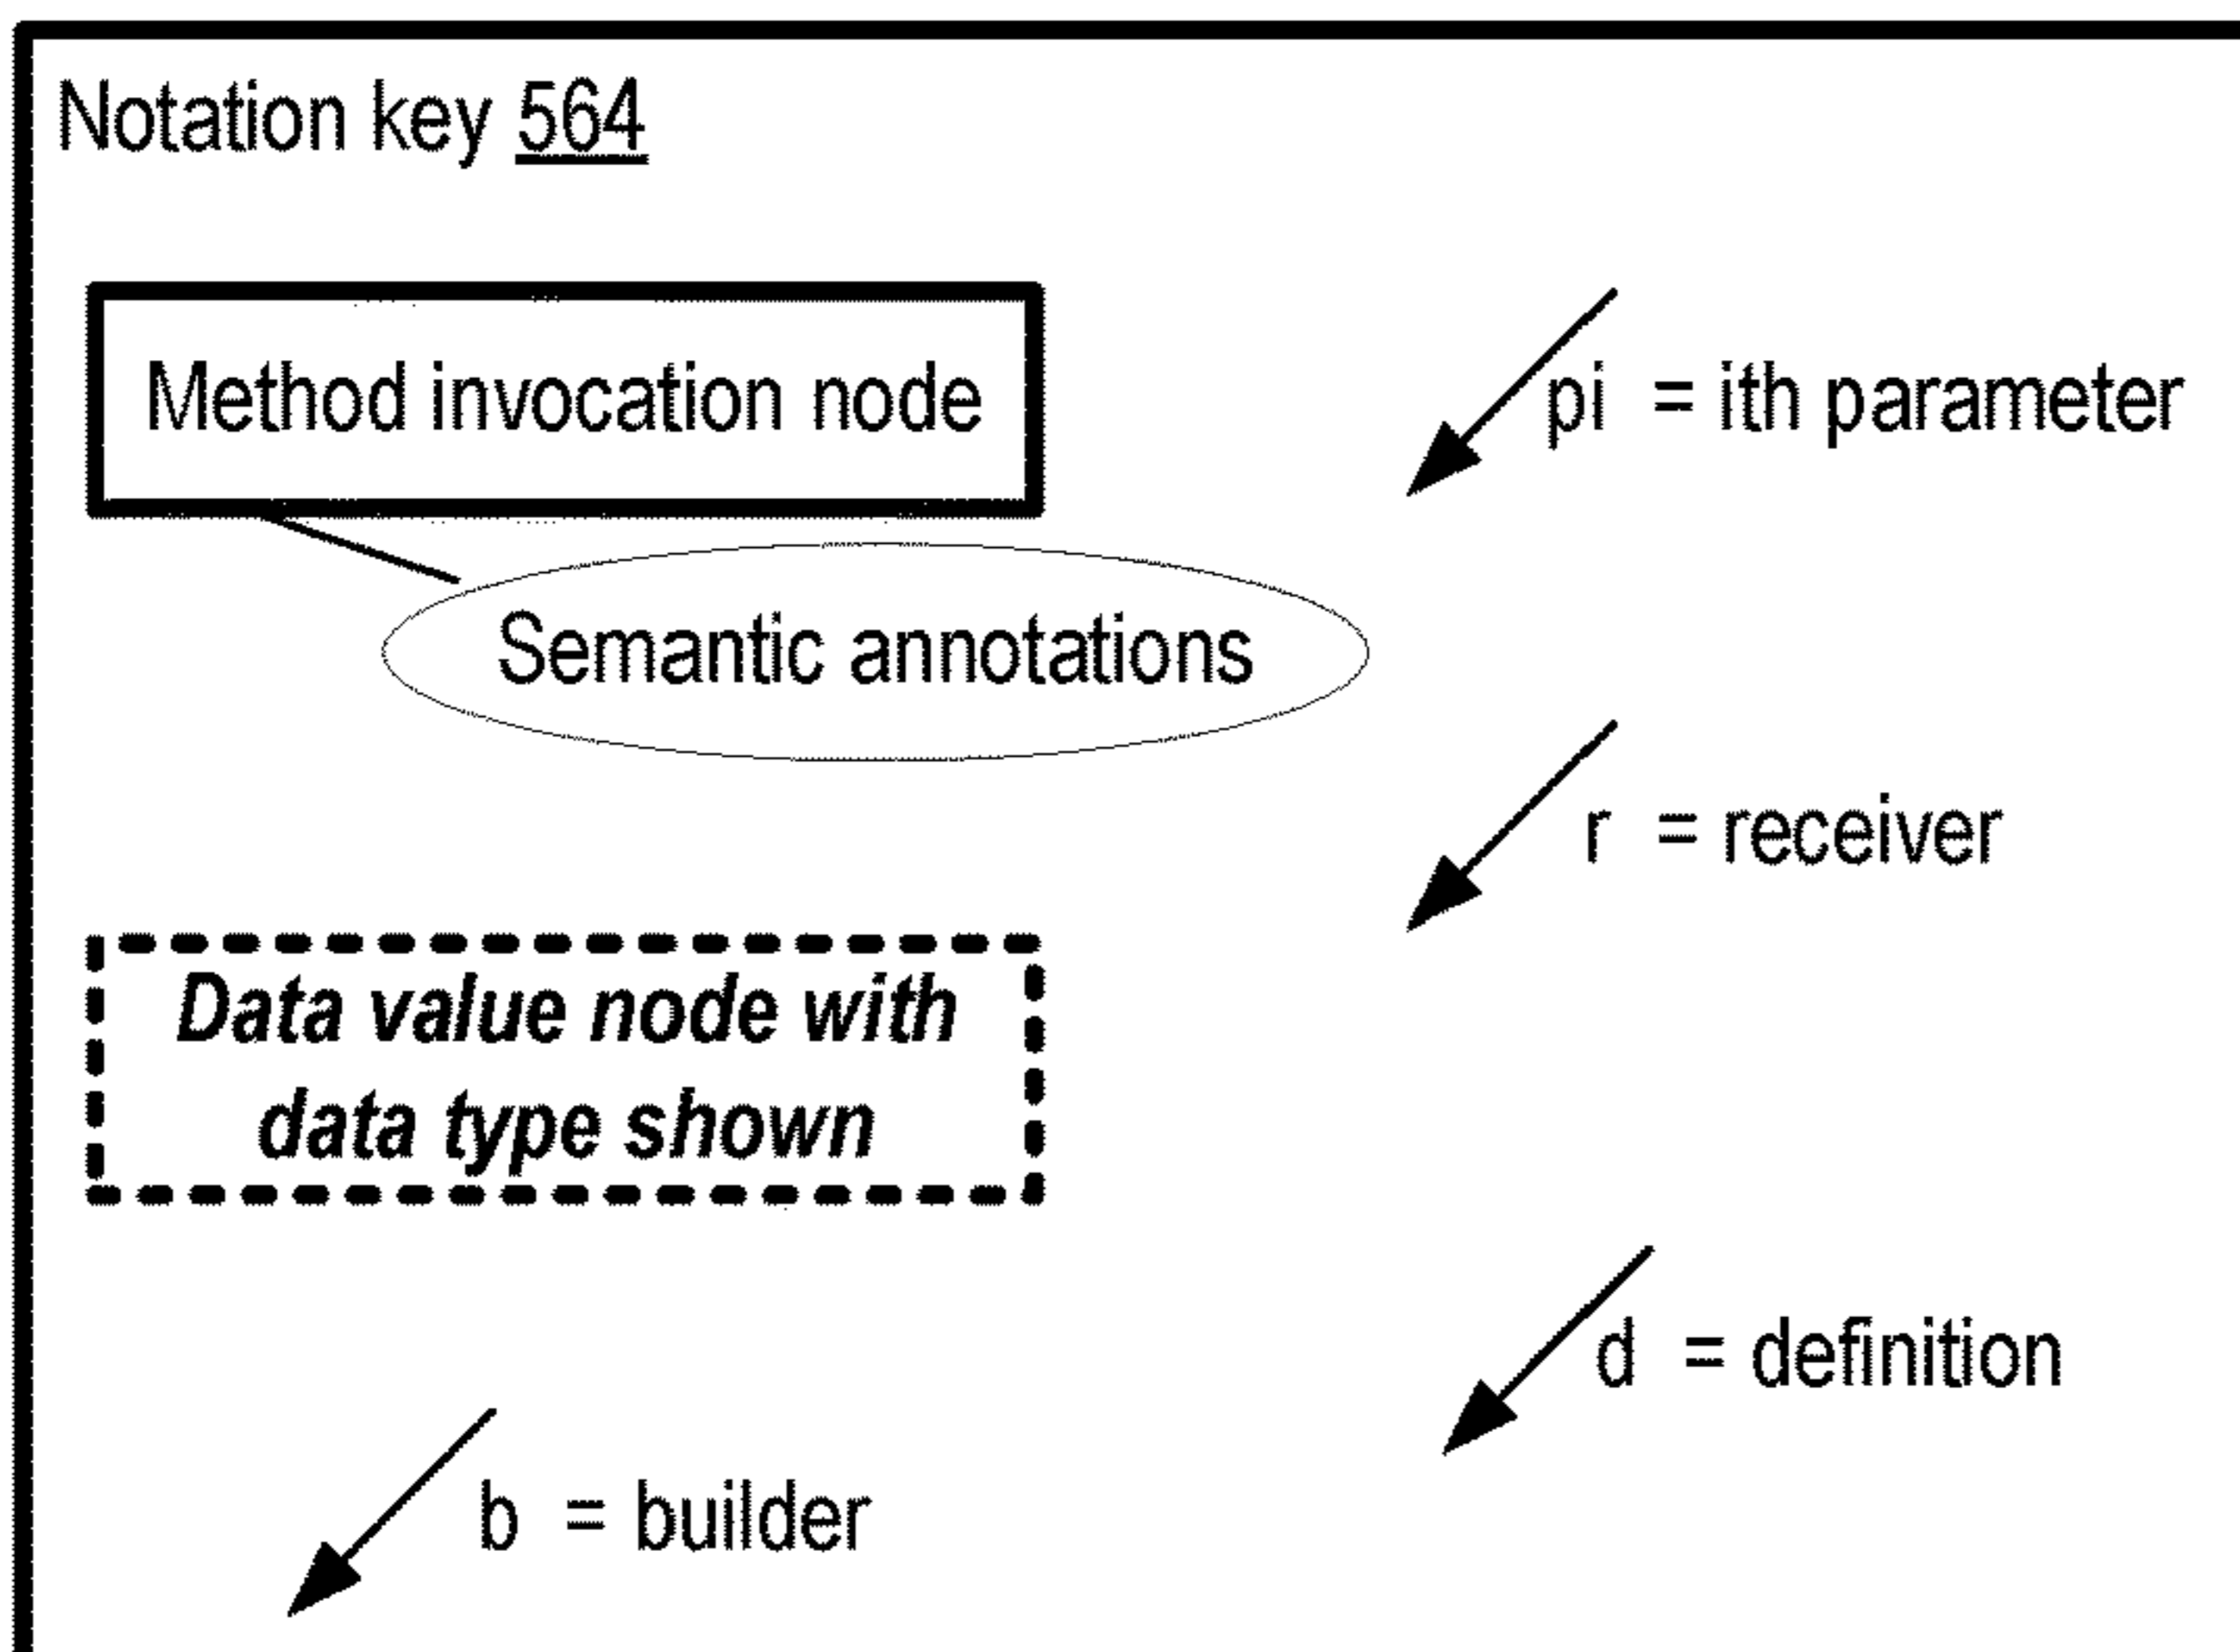 Notation key 564
Method invocation node
pi = ith parameter
Semantic annotations
r = receiver
Data value node with
data type shown
d = definition
b = builder